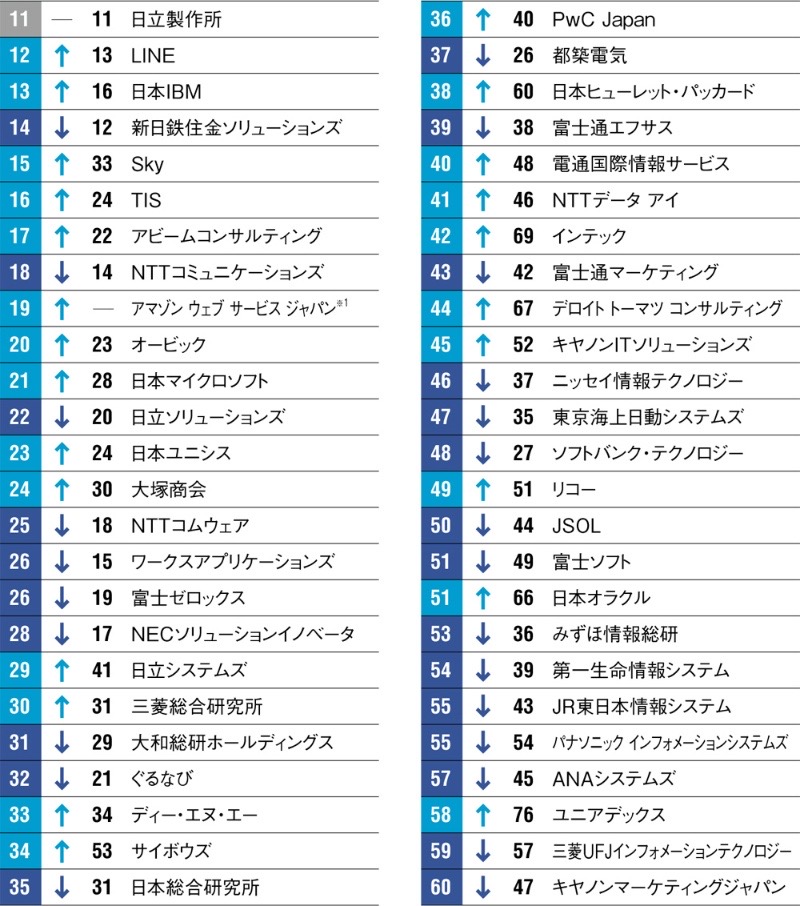 11 — 11 日立製作所
12 ↑ 13 LINE
13 ↑ 16 日本IBM
14 ↓ 12 新日鉄住金ソリューションズ
15 ↑ 33 Sky
16 ↑ 24 TIS
17 ↑ 22 アビームコンサルティング
18 ↓ 14 NTTコミュニケーションズ
19 ↑ — アマゾン ウェブ サービス ジャパン※1
20 ↑ 23 オービック
21 ↑ 28 日本マイクロソフト
22 ↓ 20 日立ソリューションズ
23 ↑ 24 日本ユニシス
24 ↑ 30 大塚商会
25 ↓ 18 NTTコムウェア
26 ↓ 15 ワークスアプリケーションズ
26 ↓ 19 富士ゼロックス
28 ↓ 17 NECソリューションイノベータ
29 ↑ 41 日立システムズ
30 ↑ 31 三菱総合研究所
31 ↓ 29 大和総研ホールディングス
32 ↓ 21 ぐるなび
33 ↑ 34 ディー・エヌ・エー
34 ↑ 53 サイボウズ
35 ↓ 31 日本総合研究所
36 ↑ 40 PwC Japan
37 ↓ 26 都築電気
38 ↑ 60 日本ヒューレット・パッカード
39 ↓ 38 富士通エフサス
40 ↑ 48 電通国際情報サービス
41 ↑ 46 NTTデータ アイ
42 ↑ 69 インテック
43 ↓ 42 富士通マーケティング
44 ↑ 67 デロイト トーマツ コンサルティング
45 ↑ 52 キヤノンITソリューションズ
46 ↓ 37 ニッセイ情報テクノロジー
47 ↓ 35 東京海上日動システムズ
48 ↓ 27 ソフトバンク・テクノロジー
49 ↑ 51 リコー
50 ↓ 44 JSOL
51 ↓ 49 富士ソフト
51 ↑ 66 日本オラクル
53 ↓ 36 みずほ情報総研
54 ↓ 39 第一生命情報システム
55 ↓ 43 JR東日本情報システム
55 ↓ 54 パナソニック インフォメーションシステムズ
57 ↓ 45 ANAシステムズ
58 ↑ 76 ユニアデックス
59 ↓ 57 三菱UFJインフォメーションテクノロジー
60 ↓ 47 キヤノンマーケティングジャパン